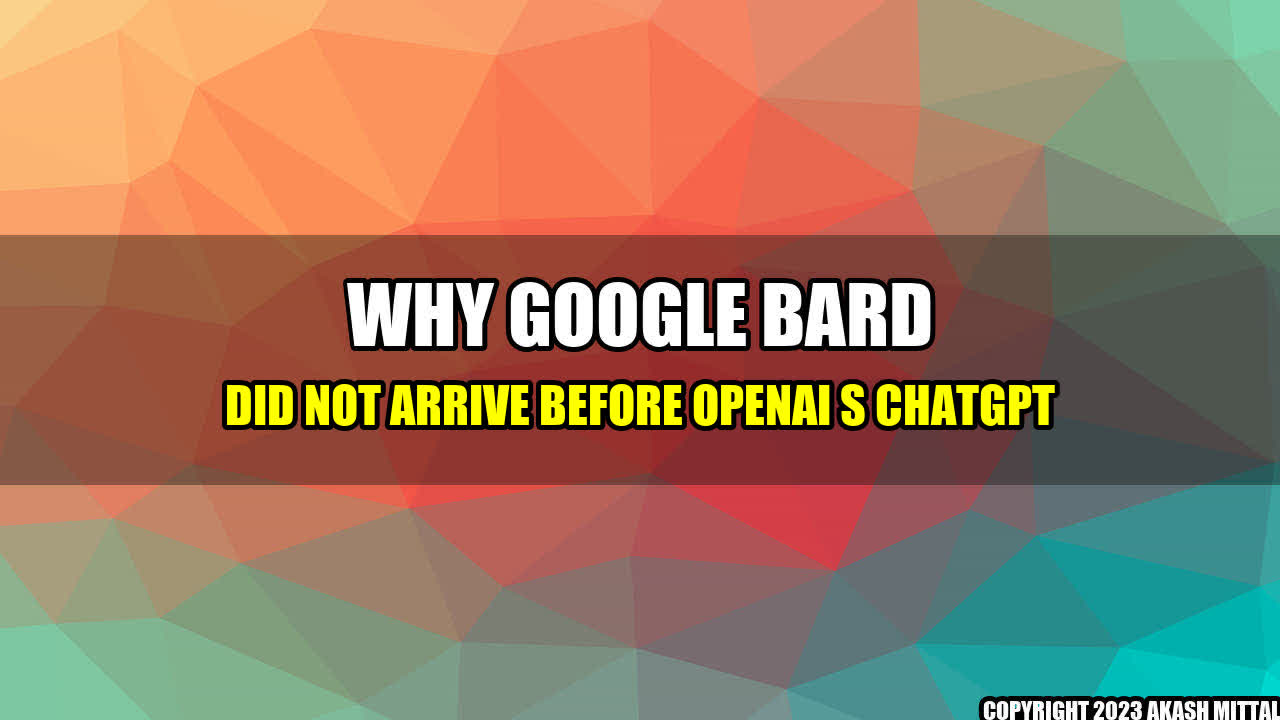 WHY GOOGLE BARD
DID NOT ARRIVE BEFORE OPENAI S CHATGPT
COPYRIGHT 2023 AKASH MITTAL